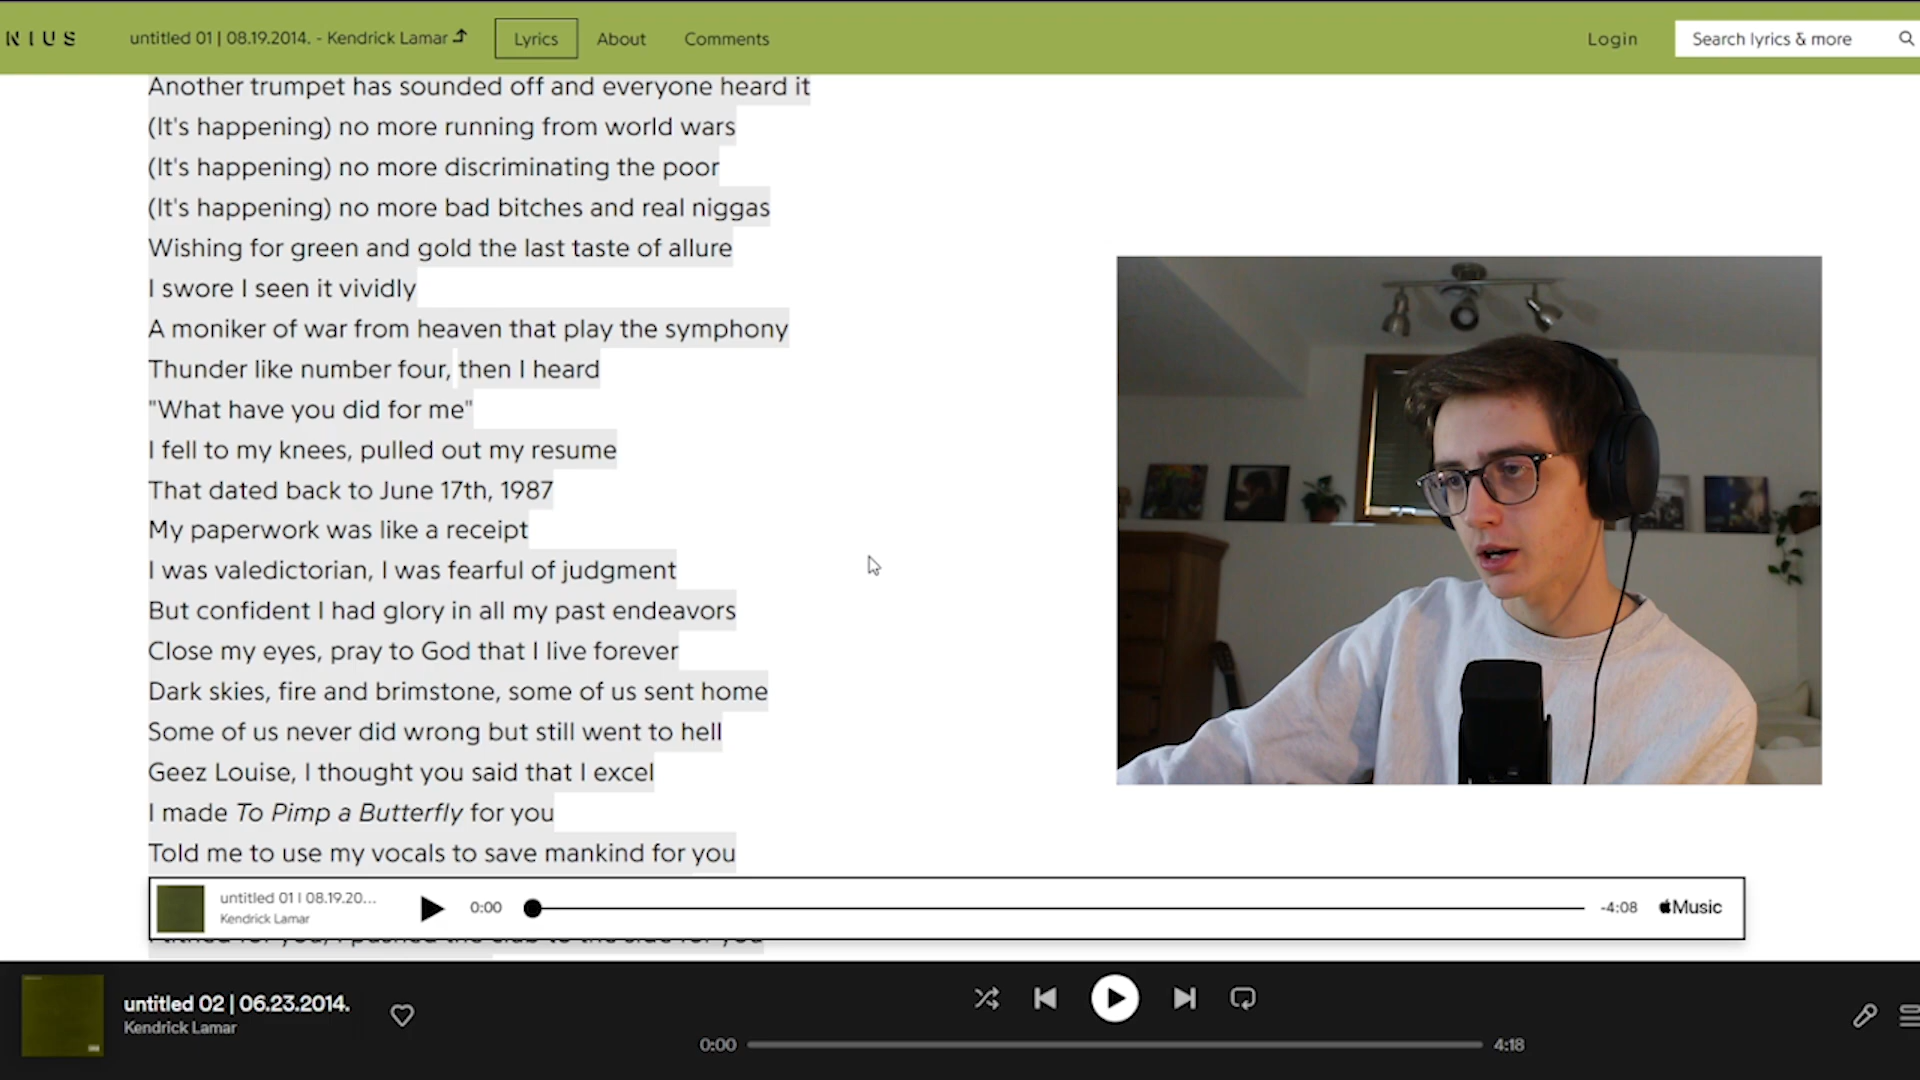 NIUS
untitled 01 | 08.19.2014. - Kendrick Lamar
Lyrics
About
Comments
Login
Search lyrics & more
Another trumpet has sounded off and everyone heard it
(It's happening) no more running from world wars
(It's happening) no more discriminating the poor
(It's happening) no more bad bitches and real niggas
Wishing for green and gold the last taste of allure
I swore I seen it vividly
A moniker of war from heaven that play the symphony
Thunder like number four, then I heard
"What have you did for me"
I fell to my knees, pulled out my resume
That dated back to June 17th, 1987
My paperwork was like a receipt
I was valedictorian, I was fearful of judgment
But confident I had glory in all my past endeavors
Close my eyes, pray to God that I live forever
Dark skies, fire and brimstone, some of us sent home
Some of us never did wrong but still went to hell
Geez Louise, I thought you said that I excel
I made To Pimp a Butterfly for you
Told me to use my vocals to save mankind for you
untitled 01 | 08.19.20...
Kendrick Lamar
0:00
-4:08
Music
untitled 02 | 06.23.2014.
Kendrick Lamar
0:00
4:18